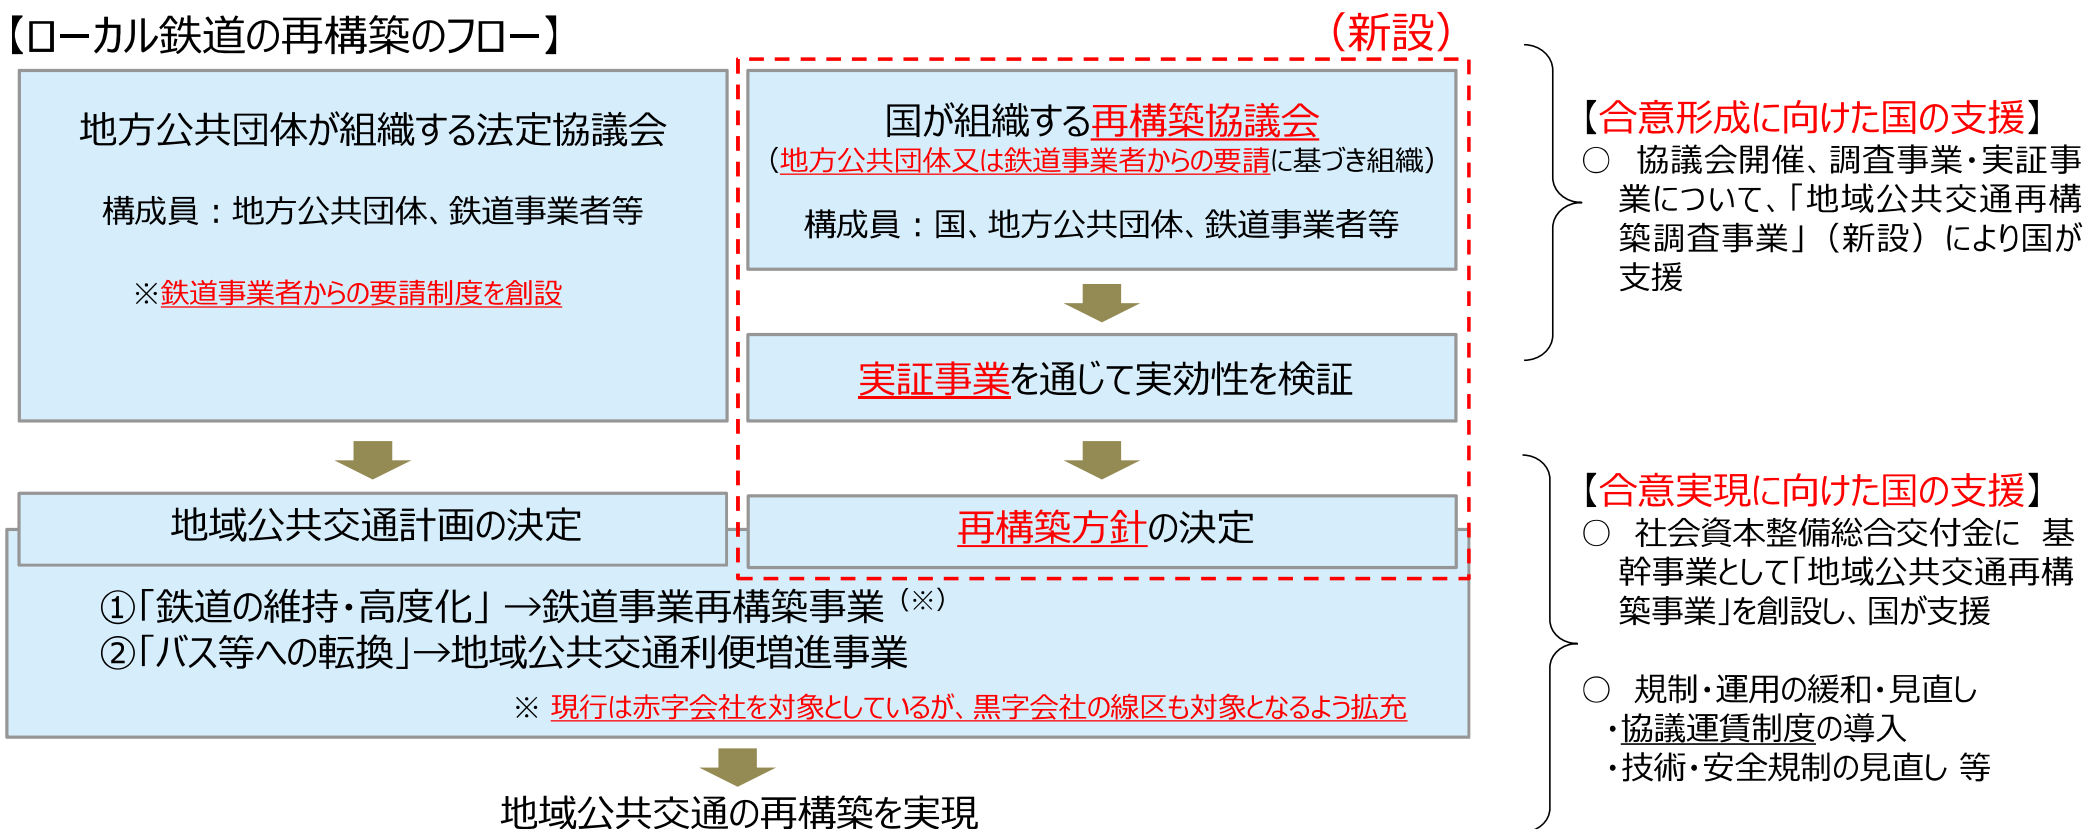 【ローカル鉄道の再構築のフロー】
（新設）
地方公共団体が組織する法定協議会
構成員：地方公共団体、鉄道事業者等
※鉄道事業者からの要請制度を創設
国が組織する再構築協議会
（地方公共団体又は鉄道事業者からの要請に基づき組織）
構成員：国、地方公共団体、鉄道事業者等
実証事業を通じて実効性を検証
地域公共交通計画の決定
再構築方針の決定
①「鉄道の維持・高度化」→鉄道事業再構築事業（※）
②「バス等への転換」→地域公共交通利便増進事業
※ 現行は赤字会社を対象としているが、黒字会社の線区も対象となるよう拡充
地域公共交通の再構築を実現
【合意形成に向けた国の支援】
○ 協議会開催、調査事業・実証事
業について、「地域公共交通再構
築調査事業」（新設）により国が
支援
【合意実現に向けた国の支援】
○ 社会資本整備総合交付金に 基
幹事業として「地域公共交通再構
築事業」を創設し、国が支援
○ 規制・運用の緩和・見直し
・協議運賃制度の導入
・技術・安全規制の見直し 等